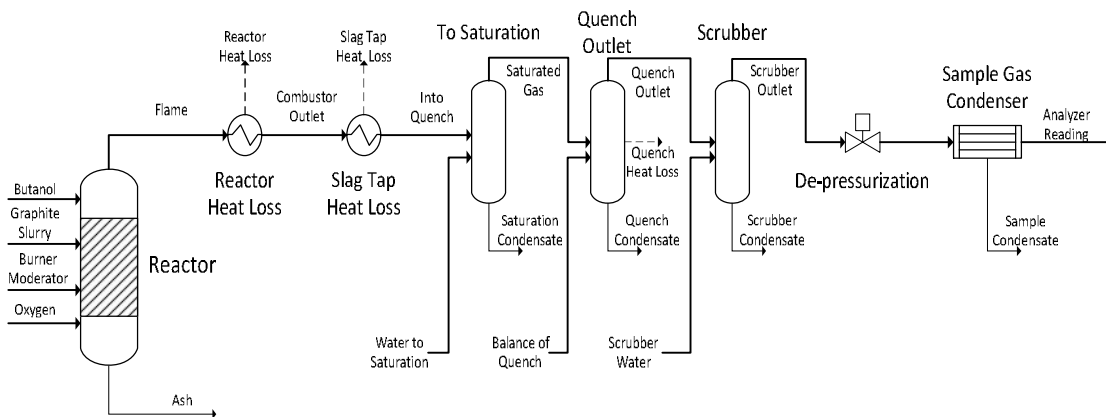 Reactor
Heat Loss
Slag Tap
Heat Loss
To Saturation
Quench
Outlet
Scrubber
Flame
Combustor
Outlet
Into
Quench
Saturated
Gas
Quench
Outlet
Scrubber
Outlet
Sample Gas
Condenser
Analyzer
Reading
Reactor
Heat Loss
Slag Tap
Heat Loss
Quench
Heat Loss
De-pressurization
Butanol
Graphite
Slurry
Burner
Moderator
Oxygen
Reactor
Saturation
Condensate
Quench
Condensate
Scrubber
Condensate
Sample
Condensate
Water to
Saturation
Balance of
Quench
Scrubber
Water
Ash